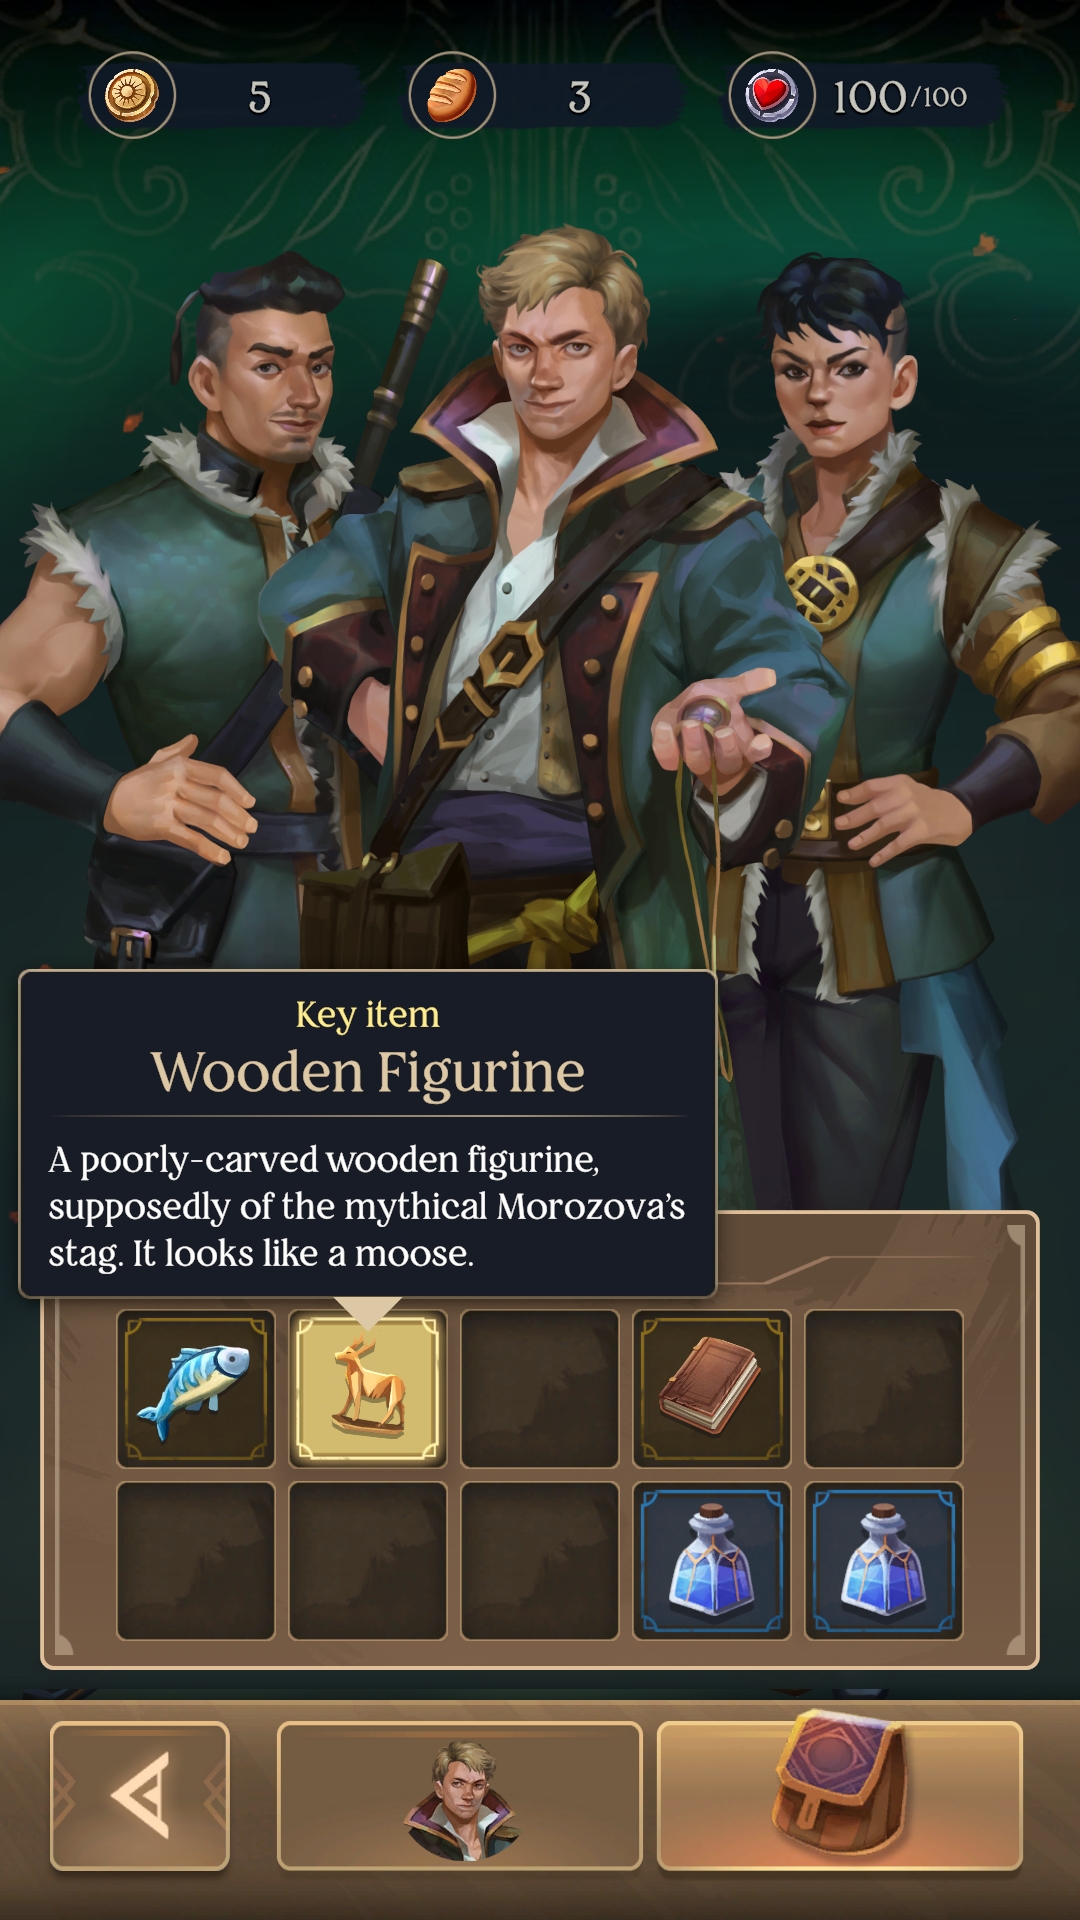 5
3
100/100
Key item
Wooden Figurine
A poorly-carved wooden figurine,
supposedly of the mythical Morozova's
stag. It looks like a moose.